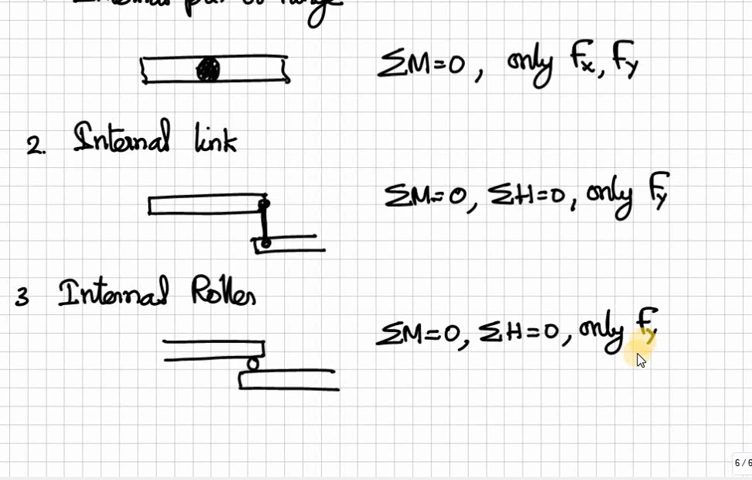 ΣM=0, only Fx, Fy
2. Internal link
ΣM=0, ΣH=0, only Fy
3 Internal Roller
ΣM=0, ΣH=0, only Fy
6/6